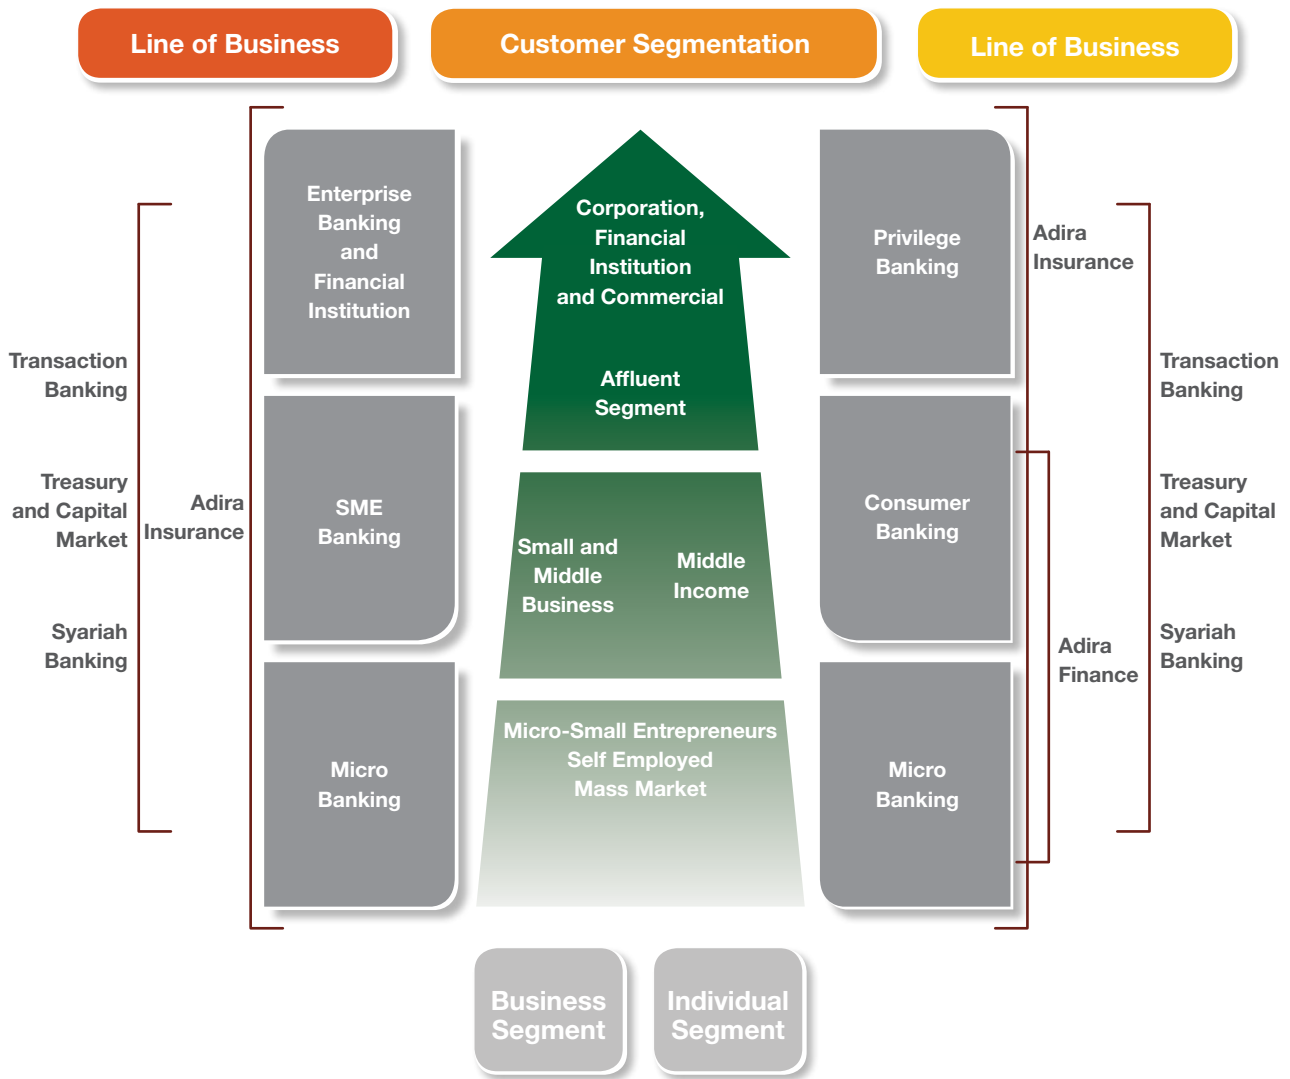 Line of Business
Customer Segmentation
Line of Business
Enterprise
Banking
and
Financial
Institution
Corporation,
Financial
Institution
and Commercial
Privilege
Banking
Adira
Insurance
Transaction
Banking
Affluent
Segment
Transaction
Banking
Treasury
and Capital
Market
Adira
Insurance
SME
Banking
Small and
Middle
Business
Middle
Income
Consumer
Banking
Treasury
and Capital
Market
Syariah
Banking
Adira
Finance
Syariah
Banking
Micro
Banking
Micro-Small Entrepreneurs
Self Employed
Mass Market
Micro
Banking
Business
Segment
Individual
Segment